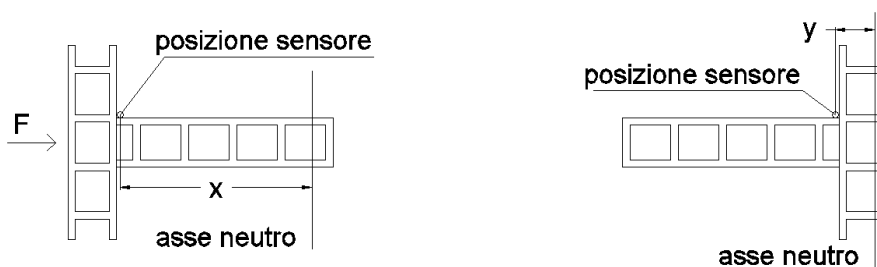 posizione sensore
F
x
asse neutro
y
posizione sensore
asse neutro